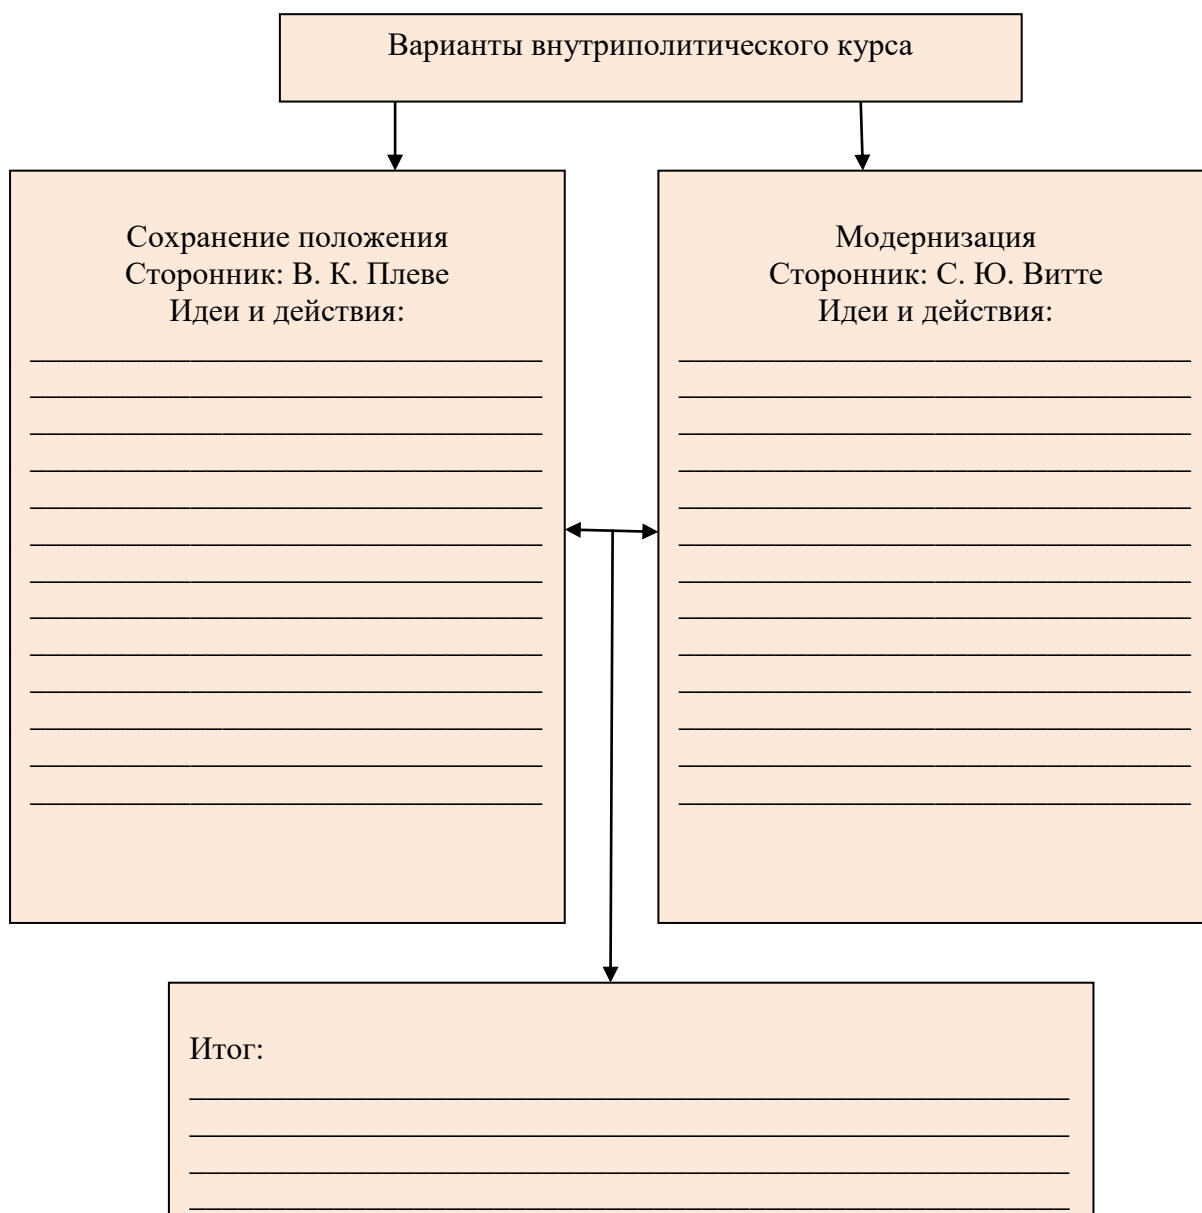 Варианты внутриполитического курса
Сохранение положения
Сторонник: В. К. Плеве
Идеи и действия:
Модернизация
Сторонник: С. Ю. Витте
Идеи и действия:
Итог: